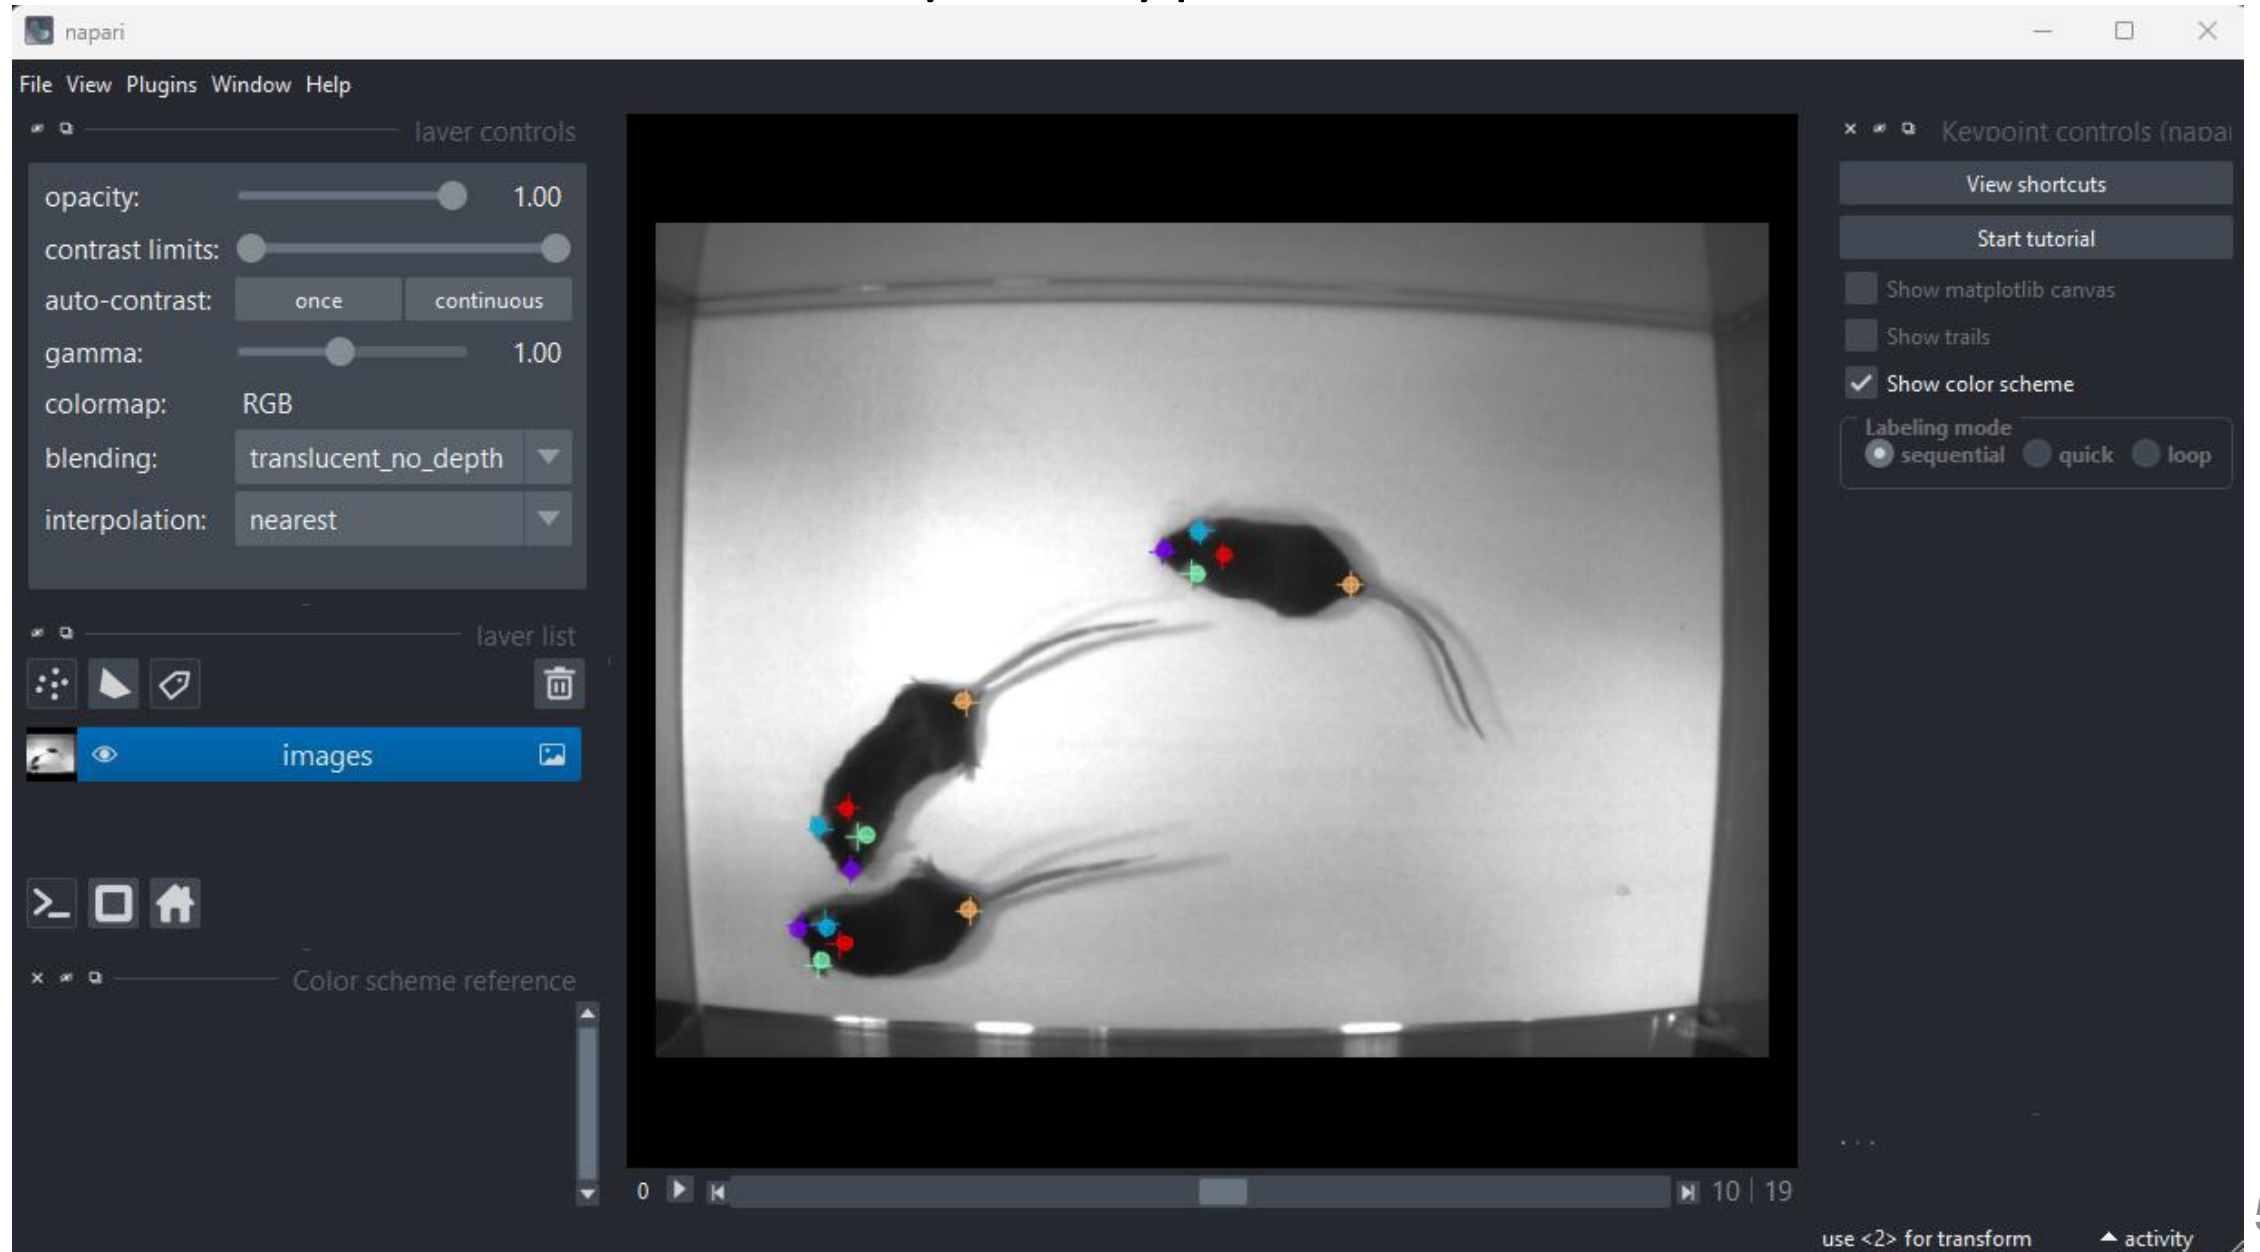 napari
File View Plugins Window Help
layer controls
opacity: 1.00
contrast limits:
auto-contrast: once continuous
gamma: 1.00
colormap: RGB
blending: translucent_no_depth
interpolation: nearest
layer list
images
Color scheme reference
0 10 | 19
Keypoint controls (napar
View shortcuts
Start tutorial
Show matplotlib canvas
Show trails
Show color scheme
Labeling mode
sequential quick loop
...
use <2> for transform activity